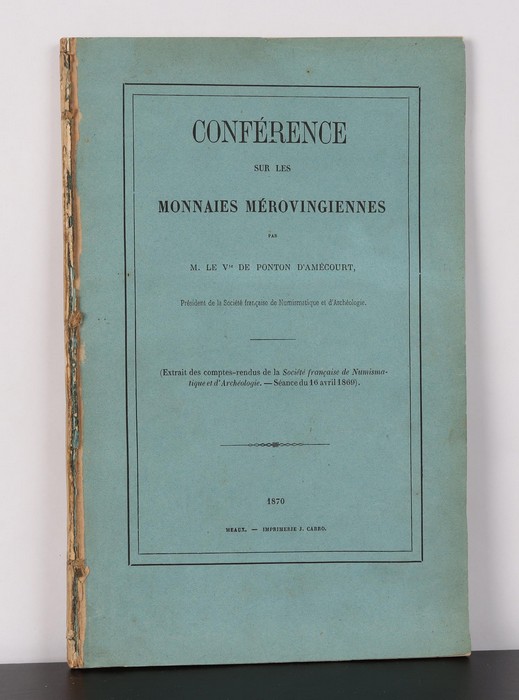 CONFÉRENCE
SUR LES
MONNAIES MÉROVINGIENNES
PAR
M. LE Vte DE PONTON D'AMÉCOURT,
Président de la Société française de Numismatique et d'Archéologie.
(Extrait des comptes-rendus de la Société française de Numisma-
tique et d'Archéologie. — Séance du 16 avril 1869).
1870
MEAUX. — IMPRIMERIE J. CARRO.